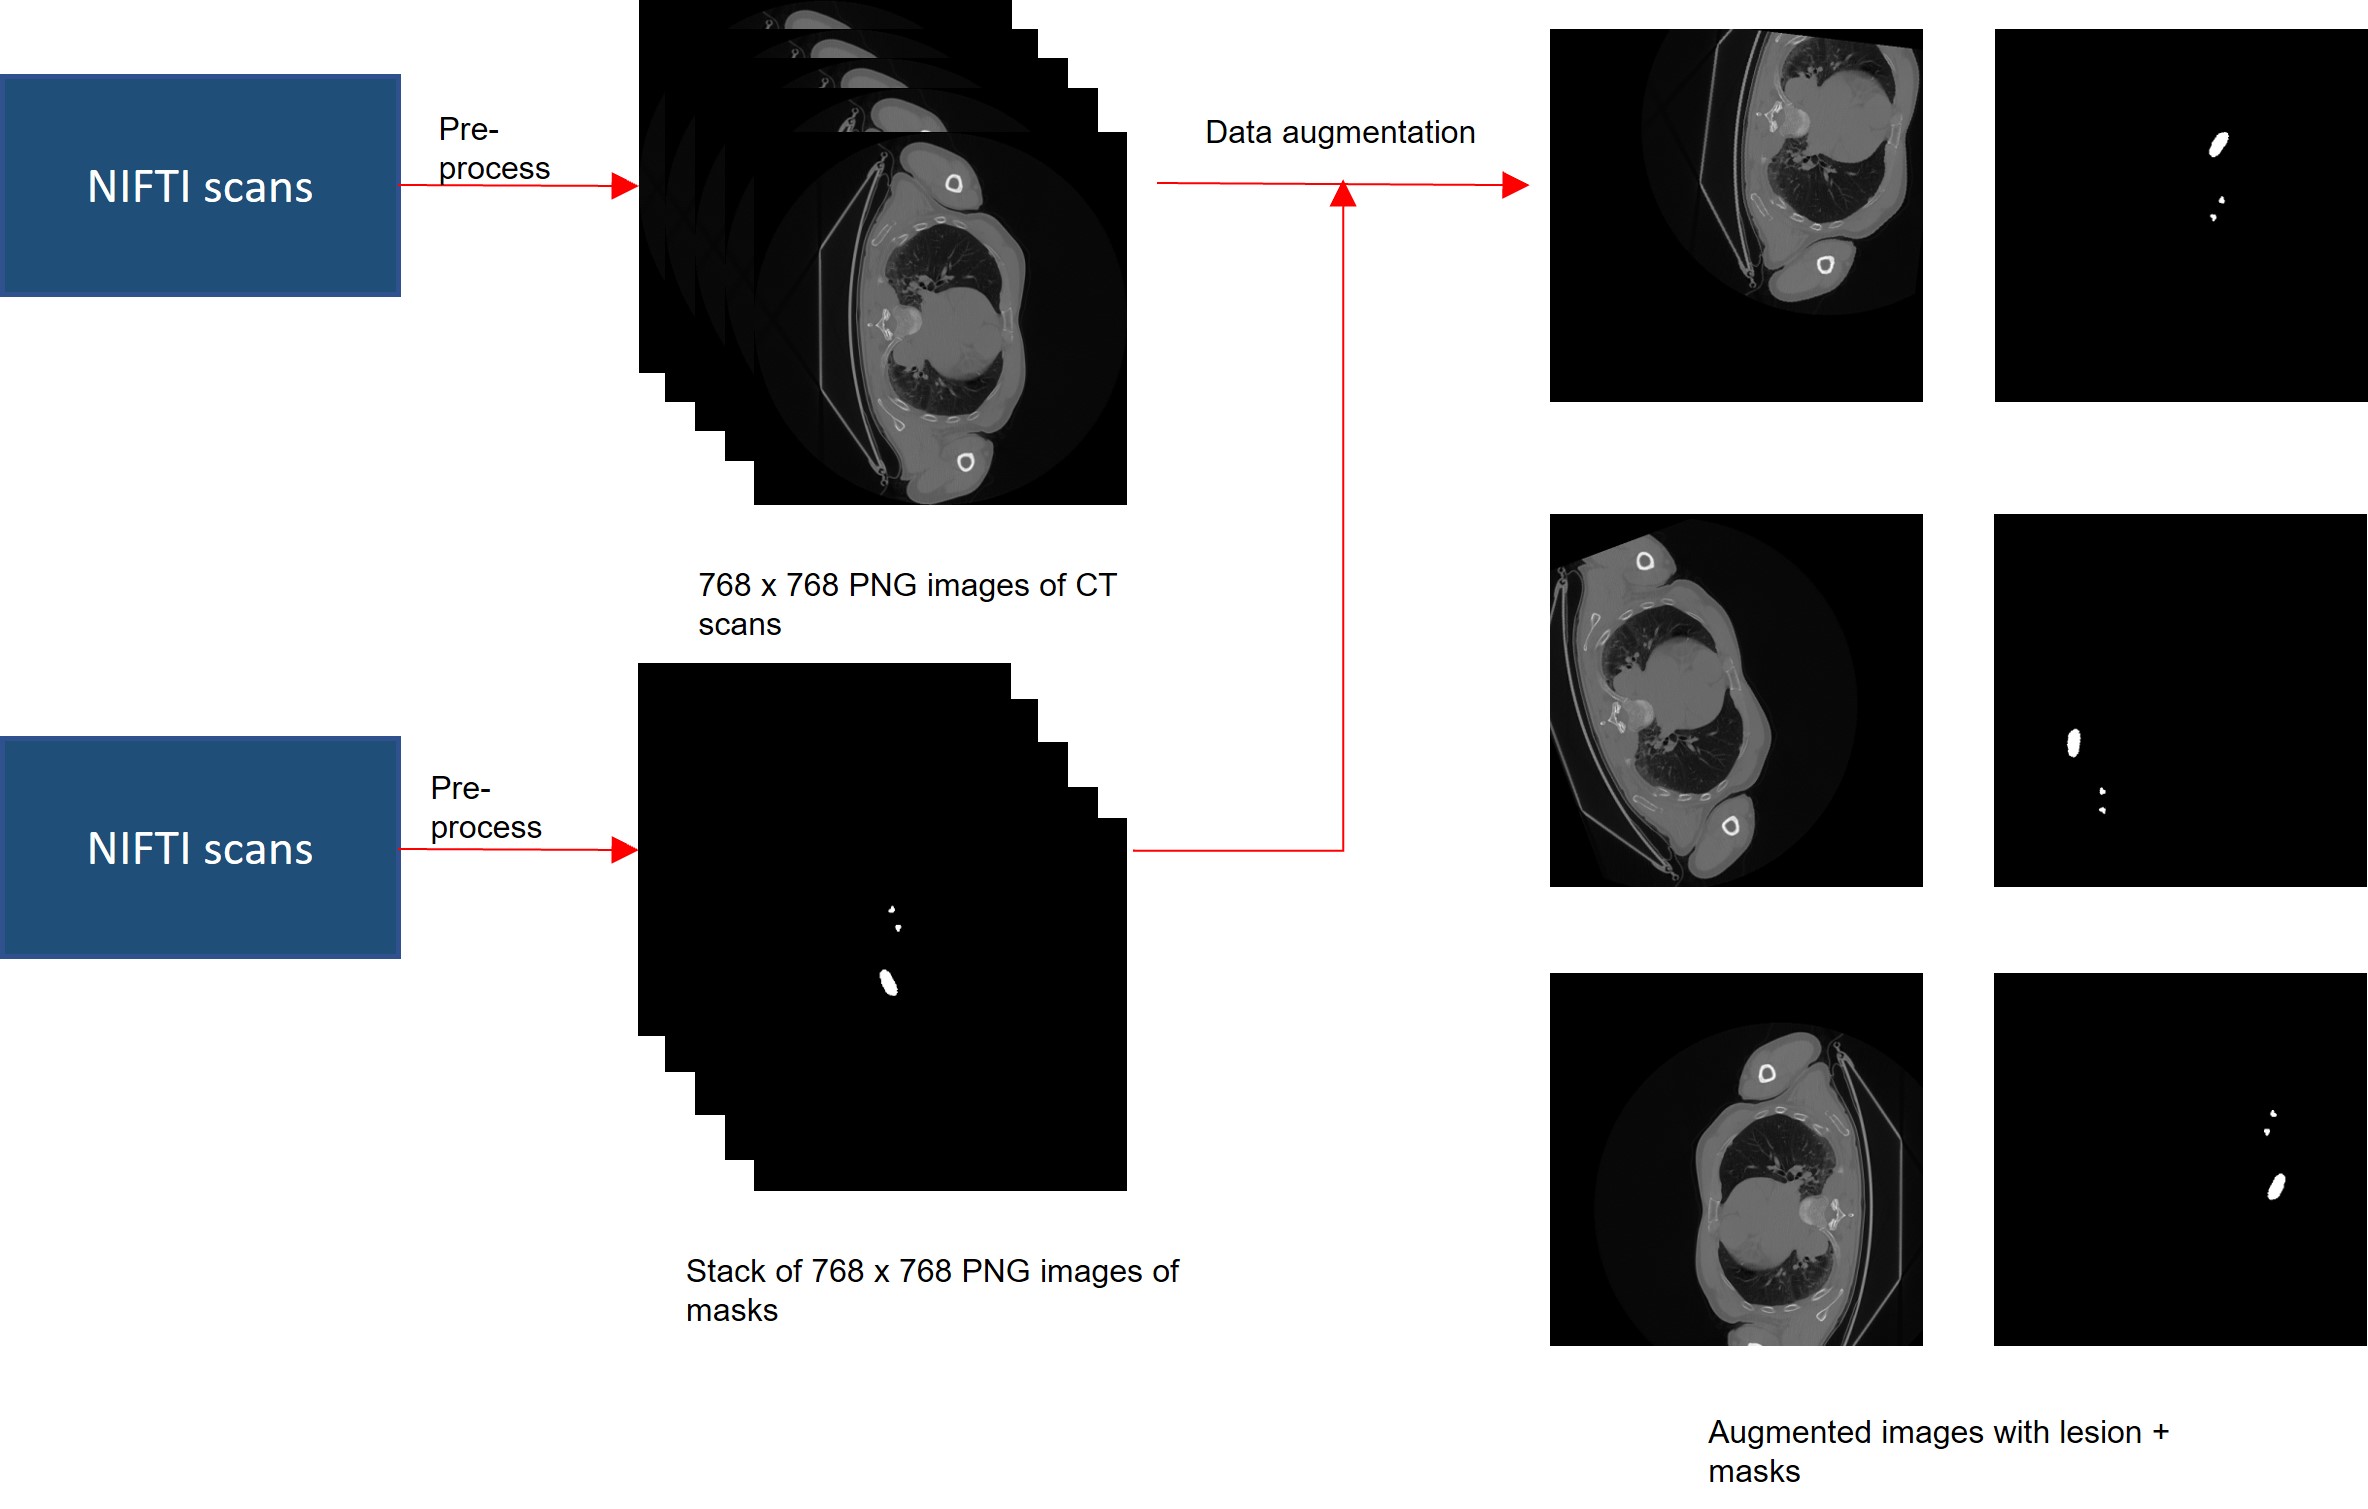 NIFTI scans
Pre-
process
Data augmentation
768 x 768 PNG images of CT
scans
NIFTI scans
Pre-
process
Stack of 768 x 768 PNG images of
masks
Augmented images with lesion +
masks